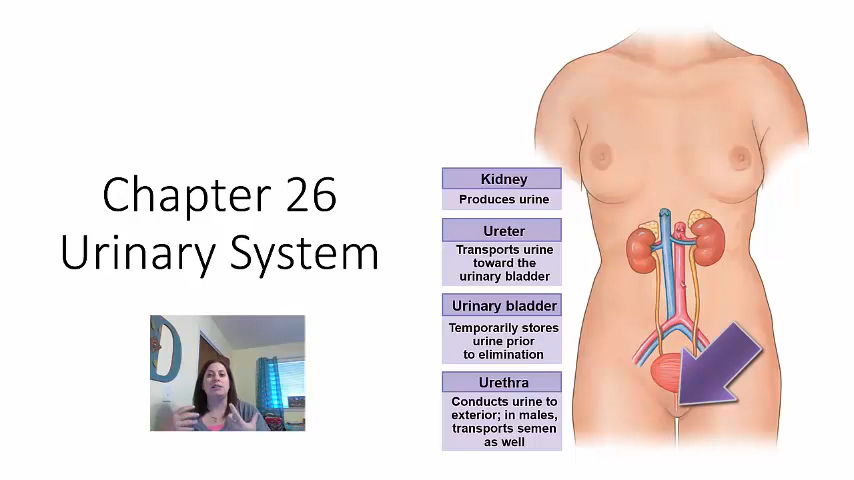 Chapter 26
Urinary System
Kidney
Produces urine
Ureter
Transports urine
toward the
urinary bladder
Urinary bladder
Temporarily stores
urine prior
to elimination
Urethra
Conducts urine to
exterior; in males,
transports semen
as well